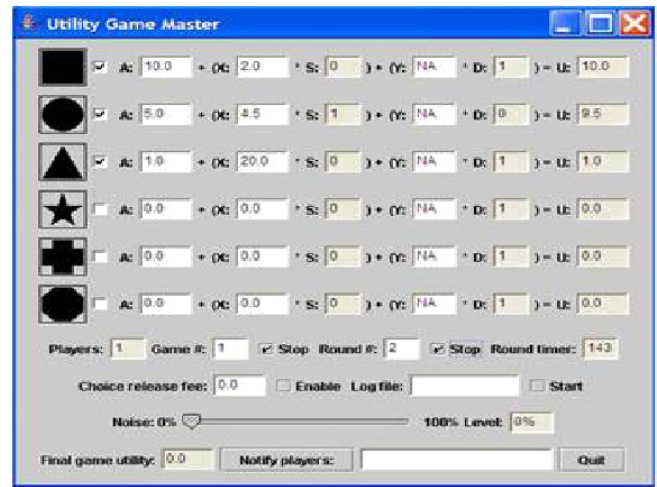 Utility Game Master
A: 10.0 + (X: 2.0 * S: 0 ) + (Y: NA * D: 1 ) = U: 10.0
A: 5.0 + (X: 4.5 * S: 1 ) + (Y: NA * D: 0 ) = U: 9.5
A: 1.0 + (X: 20.0 * S: 0 ) + (Y: NA * D: 1 ) = U: 1.0
A: 0.0 + (X: 0.0 * S: 0 ) + (Y: NA * D: 1 ) = U: 0.0
A: 0.0 + (X: 0.0 * S: 0 ) + (Y: NA * D: 1 ) = U: 0.0
A: 0.0 + (X: 0.0 * S: 0 ) + (Y: NA * D: 1 ) = U: 0.0
Players: 1 Game #: 1 Stop Round #: 2 Stop Round timer: 143
Choice release fee: 0.0 Enable Log file: Start
Noise: 0% 100% Level: 0%
Final game utility: 0.0 Notify players: Quit